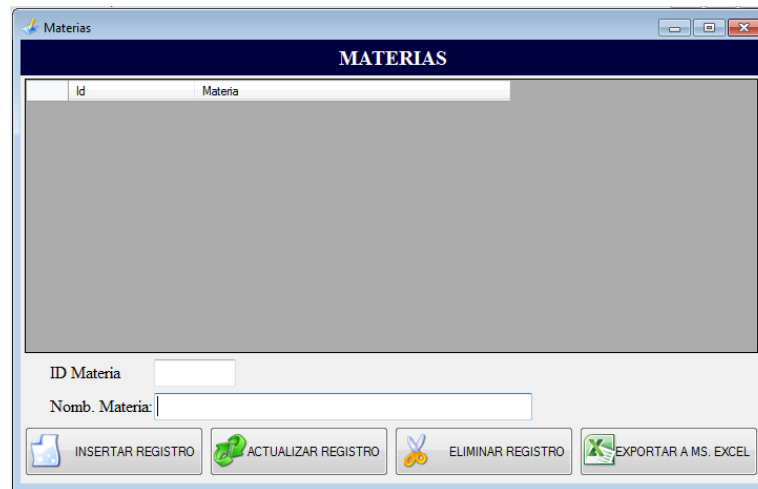 Materias
MATERIAS
Id Materia
ID Materia
Nomb. Materia:
INSERTAR REGISTRO ACTUALIZAR REGISTRO ELIMINAR REGISTRO EXPORTAR A MS. EXCEL